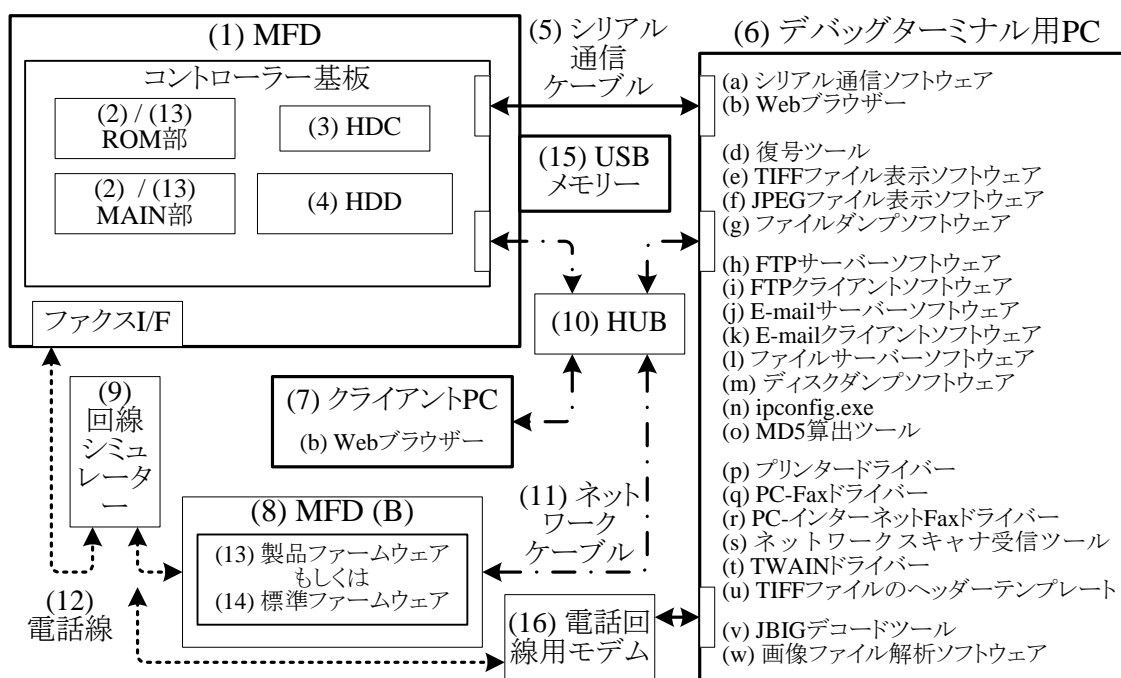 (1) MFD
コントローラー基板
(2) / (13)
ROM部
(3) HDC
(2) / (13)
MAIN部
(4) HDD
ファクスI/F
(5) シリアル
通信
ケーブル
(15) USB
メモリー
(10) HUB
(7) クライアントPC
(b) Webブラウザー
(9)
回線
シミュ
レータ
ー
(8) MFD (B)
(13) 製品ファームウェア
もしくは
(14) 標準ファームウェア
(11) ネット
ワーク
ケーブル
(12)
電話線
(16) 電話回
線用モデム
(6) デバッグターミナル用PC
(a) シリアル通信ソフトウェア
(b) Webブラウザー
(d) 復号ツール
(e) TIFFファイル表示ソフトウェア
(f) JPEGファイル表示ソフトウェア
(g) ファイルダンプソフトウェア
(h) FTPサーバーソフトウェア
(i) FTPクライアントソフトウェア
(j) E-mailサーバーソフトウェア
(k) E-mailクライアントソフトウェア
(l) ファイルサーバーソフトウェア
(m) ディスクダンプソフトウェア
(n) ipconfig.exe
(o) MD5算出ツール
(p) プリンタードライバー
(q) PC-Faxドライバー
(r) PC-インターネットFaxドライバー
(s) ネットワークスキャナ受信ツール
(t) TWAINドライバー
(u) TIFFファイルのヘッダーテンプレート
(v) JBIGデコードツール
(w) 画像ファイル解析ソフトウェア